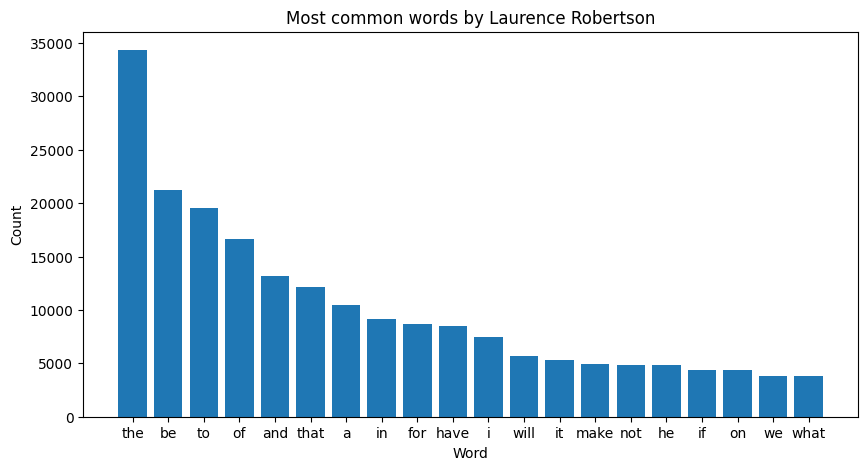 Most common words by Laurence Robertson
35000
30000
25000
20000
15000
10000
5000
0
Count
the be to of and that a in for have i will it make not he if on we what
Word